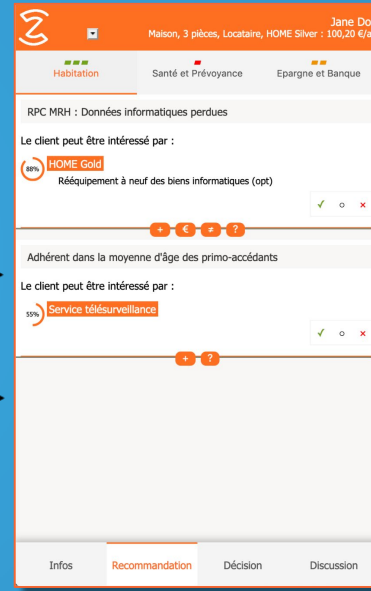 Jane Do
Maison, 3 pièces, Locataire, HOME Silver : 100,20 €/a
Habitation
Santé et Prévoyance
Epargne et Banque
RPC MRH : Données informatiques perdues
Le client peut être intéressé par :
88% HOME Gold
Rééquipement à neuf des biens informatiques (opt)
+ € ≠ ?
Adhérent dans la moyenne d'âge des primo-accédants
Le client peut être intéressé par :
55% Service télésurveillance
+ ?
Infos
Recommandation
Décision
Discussion